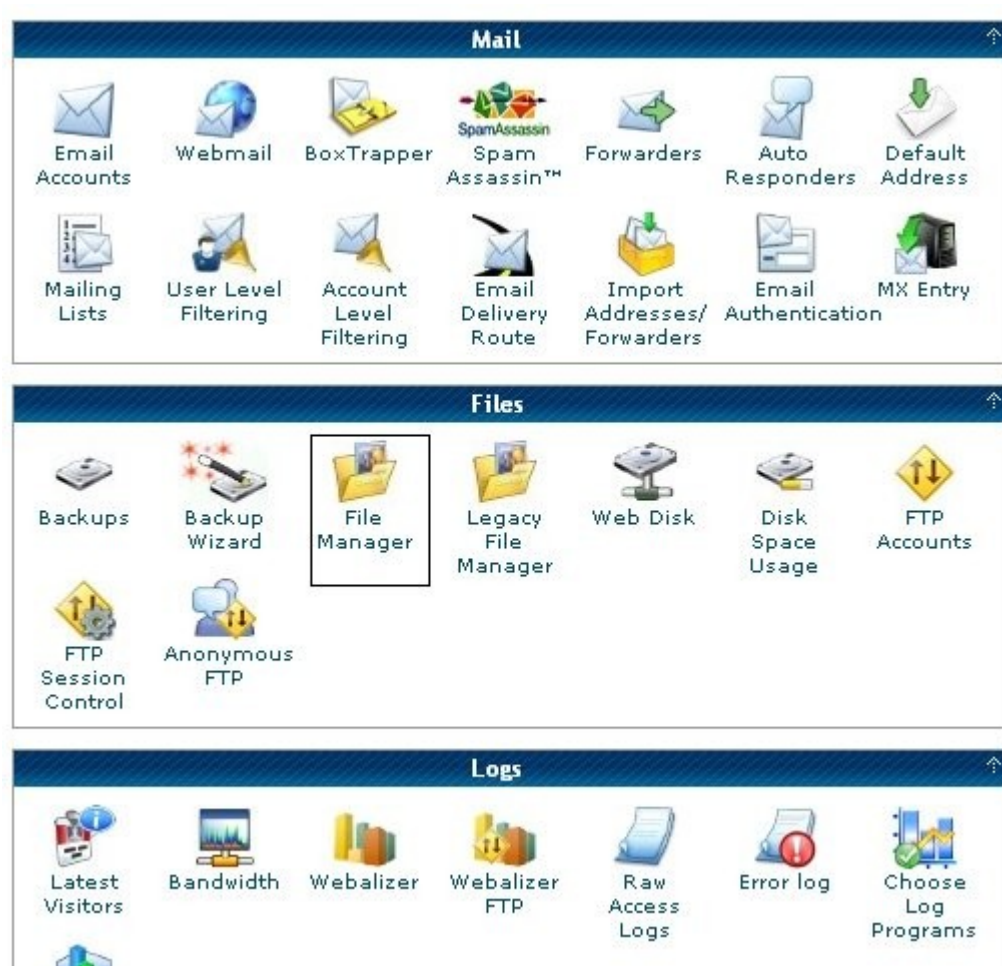 Mail
SpamAssassin
Email
Accounts
Webmail
BoxTrapper
Spam
Assassin™
Forwarders
Auto
Responders
Default
Address
Mailing
Lists
User Level
Filtering
Account
Level
Filtering
Email
Delivery
Route
Import
Addresses/
Forwarders
Email
Authentication
MX Entry
Files
Backups
Backup
Wizard
File
Manager
Legacy
File
Manager
Web Disk
Disk
Space
Usage
FTP
Accounts
FTP
Session
Control
Anonymous
FTP
Logs
Latest
Visitors
Bandwidth
Webalizer
Webalizer
FTP
Raw
Access
Logs
Error log
Choose
Log
Programs